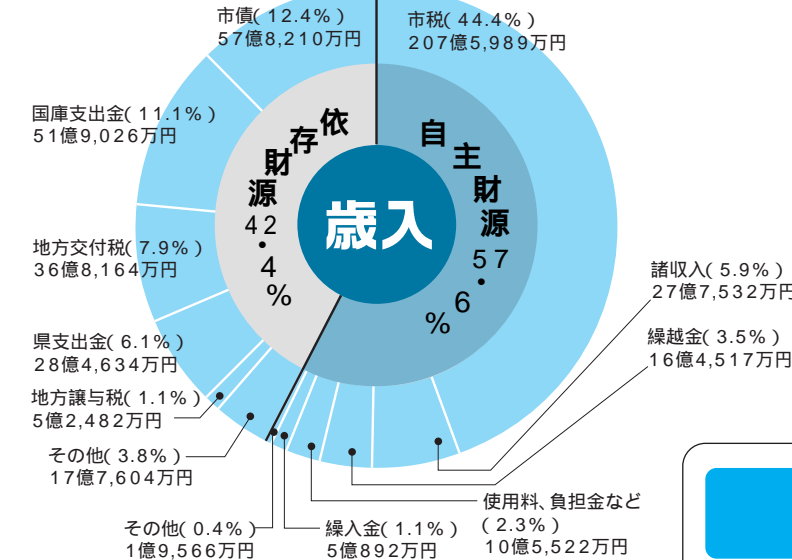 市債(12.4%)
57億8,210万円
市税(44.4%)
207億5,989万円
国庫支出金(11.1%)
51億9,026万円
依存財源
42.4%
自主財源
57.6%
歳入
地方交付税(7.9%)
36億8,164万円
諸収入(5.9%)
27億7,532万円
繰越金(3.5%)
16億4,517万円
県支出金(6.1%)
28億4,634万円
地方譲与税(1.1%)
5億2,482万円
その他(3.8%)
17億7,604万円
使用料、負担金など
(2.3%)
10億5,522万円
その他(0.4%)
1億9,566万円
繰入金(1.1%)
5億892万円